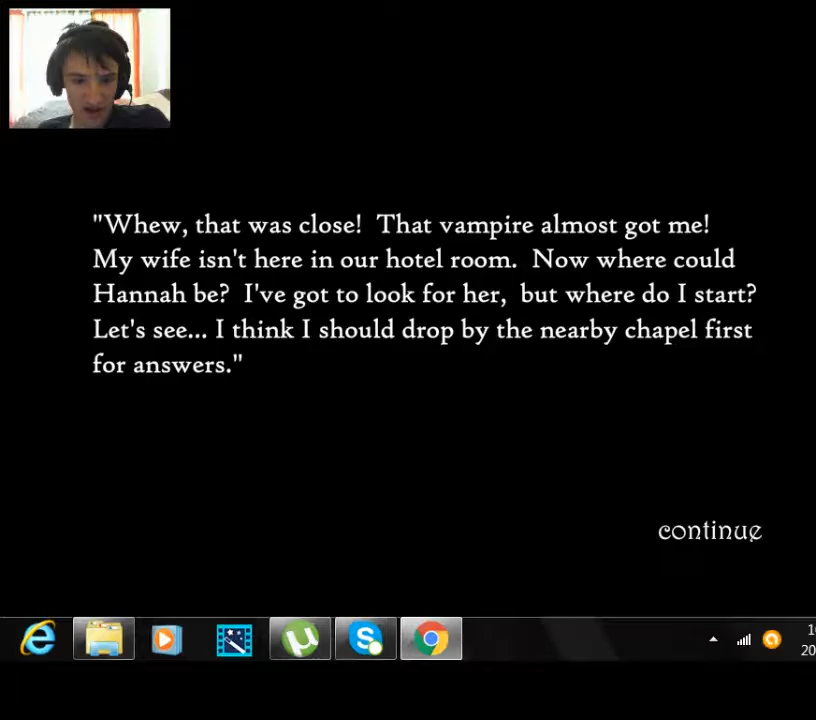 "Whew, that was close!  That vampire almost got me!
My wife isn't here in our hotel room.  Now where could
Hannah be?  I've got to look for her,  but where do I start?
Let's see... I think I should drop by the nearby chapel first
for answers."
continue